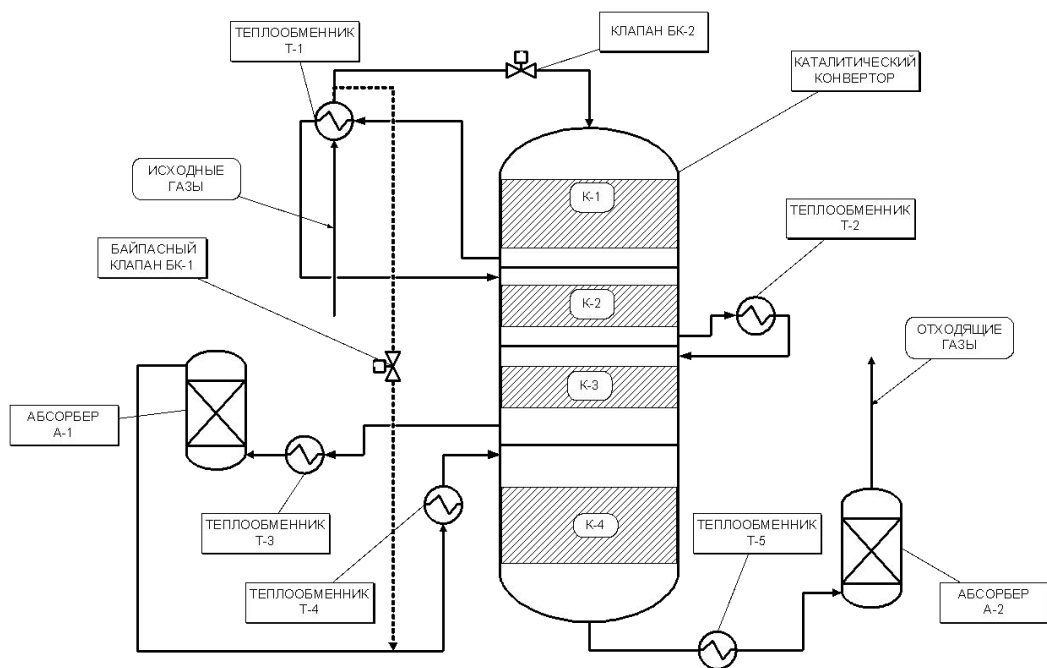 ТЕПЛООБМЕННИК
Т-1
КЛАПАН БК-2
КАТАЛИТИЧЕСКИЙ
КОНВЕРТОР
ИСХОДНЫЕ
ГАЗЫ
К-1
ТЕПЛООБМЕННИК
Т-2
БАЙПАСНЫЙ
КЛАПАН БК-1
К-2
ОТХОДЯЩИЕ
ГАЗЫ
К-3
АБСОРБЕР
А-1
ТЕПЛООБМЕННИК
Т-3
К-4
ТЕПЛООБМЕННИК
Т-5
ТЕПЛООБМЕННИК
Т-4
АБСОРБЕР
А-2